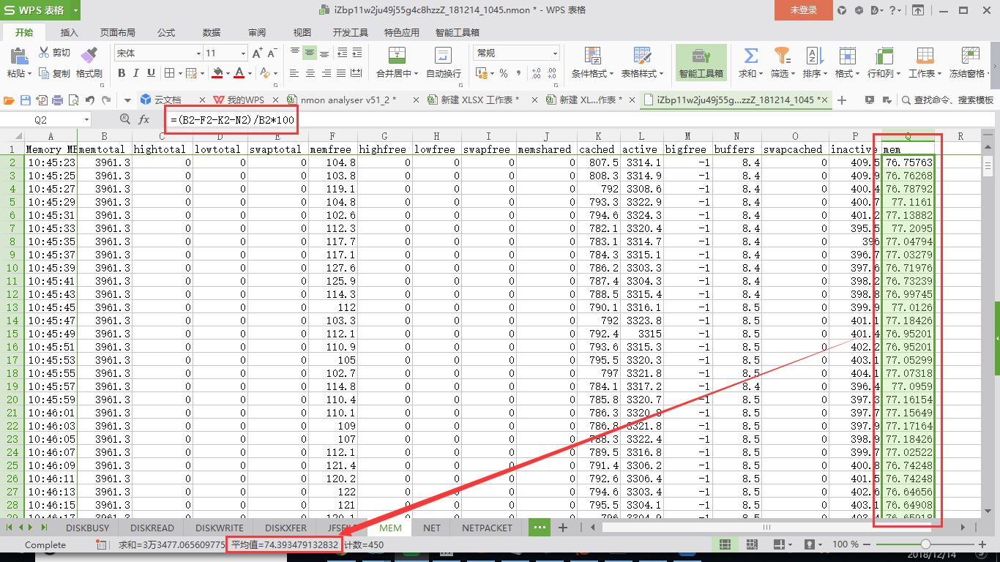 S WPS 表格
iZbp11w2ju49j55g4c8hzzZ_181214_1045.nmon * - WPS 表格
未登录
开始 插入 页面布局 公式 数据 审阅 视图 开发工具 特色应用 智能工具箱
粘贴 剪切 复制 格式刷 宋体 11 B I U 合并居中 自动换行 常规 条件格式 表格样式 智能工具箱 求和 筛选 排序 格式 行和列 工作表 冻结窗格
云文档 我的WPS nmon analyser v51_2 * 新建 XLSX 工作表 新建 XL...作表 * iZbp11w2ju49j55g...zzZ_181214_1045 * 查找命令、搜索模板
Q2 fx =(B2-F2-K2-N2)/B2*100
A B C D E F G H I J K L M N O P Q R
1 Memory ME memtotal hightotal lowtotal swaptotal memfree highfree lowfree swapfree memshared cached active bigfree buffers swapcached inactive mem
2 10:45:23 3961.3 0 0 0 104.8 0 0 0 0 807.5 3314.1 -1 8.4 0 409.5 76.75763
3 10:45:25 3961.3 0 0 0 103.8 0 0 0 0 808.3 3314.9 -1 8.4 0 409.9 76.76268
4 10:45:27 3961.3 0 0 0 119.1 0 0 0 0 792 3308.6 -1 8.4 0 400.4 76.78792
5 10:45:29 3961.3 0 0 0 104.8 0 0 0 0 793.3 3322.9 -1 8.4 0 400.7 77.1161
6 10:45:31 3961.3 0 0 0 102.6 0 0 0 0 794.6 3324.3 -1 8.4 0 401.2 77.13882
7 10:45:33 3961.3 0 0 0 112.3 0 0 0 0 782.1 3320.4 -1 8.4 0 395.5 77.2095
8 10:45:35 3961.3 0 0 0 117.7 0 0 0 0 783.1 3314.7 -1 8.4 0 396 77.04794
9 10:45:37 3961.3 0 0 0 117.1 0 0 0 0 784.3 3315.1 -1 8.4 0 396.7 77.03279
10 10:45:39 3961.3 0 0 0 127.6 0 0 0 0 786.2 3303.3 -1 8.4 0 397.6 76.71976
11 10:45:41 3961.3 0 0 0 125.9 0 0 0 0 787.4 3304.3 -1 8.4 0 398.2 76.73239
12 10:45:43 3961.3 0 0 0 114.3 0 0 0 0 788.5 3315.4 -1 8.4 0 398.8 76.99745
13 10:45:45 3961.3 0 0 0 112 0 0 0 0 790.1 3316.1 -1 8.5 0 399.9 77.0126
14 10:45:47 3961.3 0 0 0 103.3 0 0 0 0 792 3323.8 -1 8.5 0 401.1 77.18426
15 10:45:49 3961.3 0 0 0 112.1 0 0 0 0 792.4 3315 -1 8.5 0 401.4 76.95201
16 10:45:51 3961.3 0 0 0 110.9 0 0 0 0 793.6 3315.3 -1 8.5 0 402.2 76.95201
17 10:45:53 3961.3 0 0 0 105 0 0 0 0 795.5 3320.3 -1 8.5 0 403.1 77.05299
18 10:45:55 3961.3 0 0 0 102.7 0 0 0 0 797 3321.8 -1 8.5 0 404.1 77.07318
19 10:45:57 3961.3 0 0 0 114.8 0 0 0 0 784.1 3317.2 -1 8.4 0 396.4 77.0959
20 10:45:59 3961.3 0 0 0 110.4 0 0 0 0 785.8 3320.7 -1 8.5 0 397.3 77.16154
21 10:46:01 3961.3 0 0 0 110.1 0 0 0 0 786.4 3320.8 -1 8.5 0 397.7 77.15649
22 10:46:03 3961.3 0 0 0 109 0 0 0 0 786.8 3321.8 -1 8.5 0 397.9 77.17164
23 10:46:05 3961.3 0 0 0 107 0 0 0 0 788.3 3322.4 -1 8.5 0 398.9 77.18426
24 10:46:07 3961.3 0 0 0 112.1 0 0 0 0 789.5 3316.8 -1 8.5 0 399.7 77.02522
25 10:46:09 3961.3 0 0 0 121.4 0 0 0 0 791.4 3306.2 -1 8.5 0 400.8 76.74248
26 10:46:11 3961.3 0 0 0 120.2 0 0 0 0 792.6 3306.4 -1 8.5 0 401.5 76.74248
27 10:46:13 3961.3 0 0 0 122 0 0 0 0 794.6 3303.4 -1 8.5 0 402.6 76.64656
28 10:46:15 3961.3 0 0 0 121 0 0 0 0 795.5 3304.1 -1 8.5 0 403.1 76.64908
DISKBUSY DISKREAD DISKWRITE DISKXFER JFSFILE MEM NET NETPACKET ...
Complete 求和=3万3477.065609775 平均值=74.393479132832 计数=450 100 %
2018/12/14